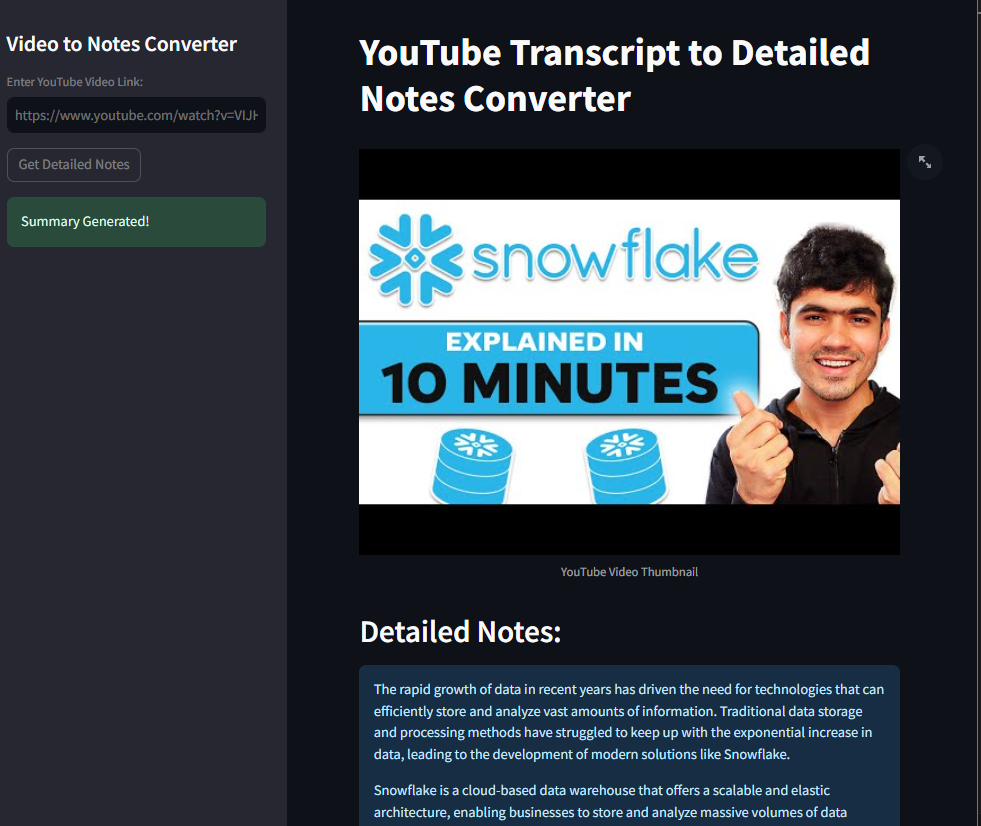 Video to Notes Converter
Enter YouTube Video Link:
https://www.youtube.com/watch?v=VIJH
Get Detailed Notes
Summary Generated!
YouTube Transcript to Detailed
Notes Converter
snowflake
EXPLAINED IN
10 MINUTES
YouTube Video Thumbnail
Detailed Notes:
The rapid growth of data in recent years has driven the need for technologies that can
efficiently store and analyze vast amounts of information. Traditional data storage
and processing methods have struggled to keep up with the exponential increase in
data, leading to the development of modern solutions like Snowflake.
Snowflake is a cloud-based data warehouse that offers a scalable and elastic
architecture, enabling businesses to store and analyze massive volumes of data